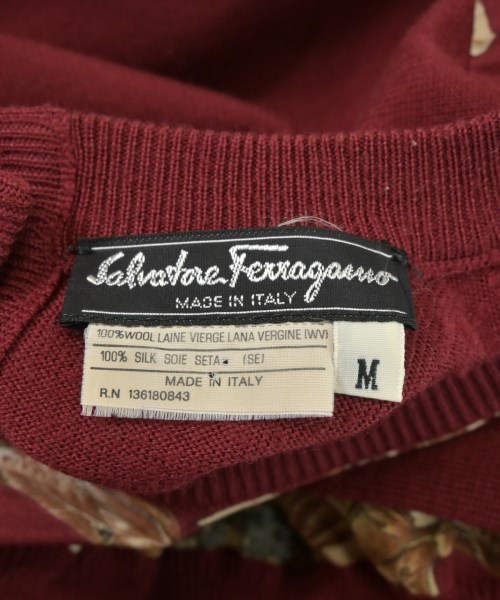 Salvatore Ferragamo
MADE IN ITALY
100% WOOL LAINE VIERGE LANA VERGINE (WV)
100% SILK SOIE SETA (SE)
MADE IN ITALY
R.N 136180843
M